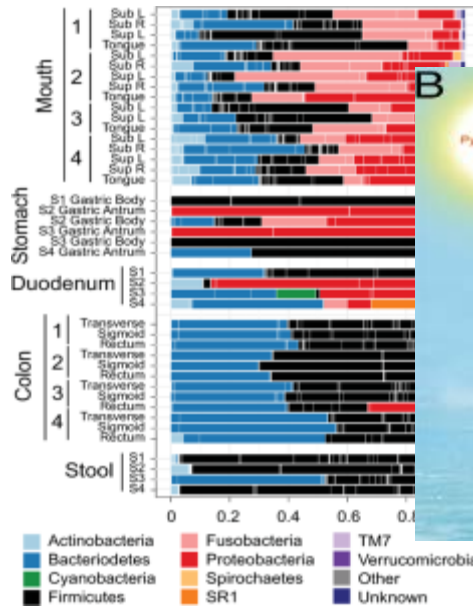 Mouth
1
Sub L
Sub R
Sup L
Tongue
2
Sub L
Sub R
Sup L
Sup R
Tongue
3
Sub L
Sup L
Tongue
4
Sub L
Sub R
Sup L
Sup R
Tongue
B
Stomach
S1 Gastric Body
S2 Gastric Antrum
S2 Gastric Body
S3 Gastric Antrum
S3 Gastric Body
S4 Gastric Antrum
Duodenum
S1
S2
S3
S4
Colon
1
Transverse
Sigmoid
Rectum
2
Transverse
Sigmoid
Rectum
3
Transverse
Sigmoid
Rectum
4
Transverse
Sigmoid
Rectum
Stool
S1
S2
S3
S4
0 0.2 0.4 0.6
Actinobacteria Fusobacteria TM7
Bacteriodetes Proteobacteria Verrucomicrobia
Cyanobacteria Spirochaetes Other
Firmicutes SR1 Unknown